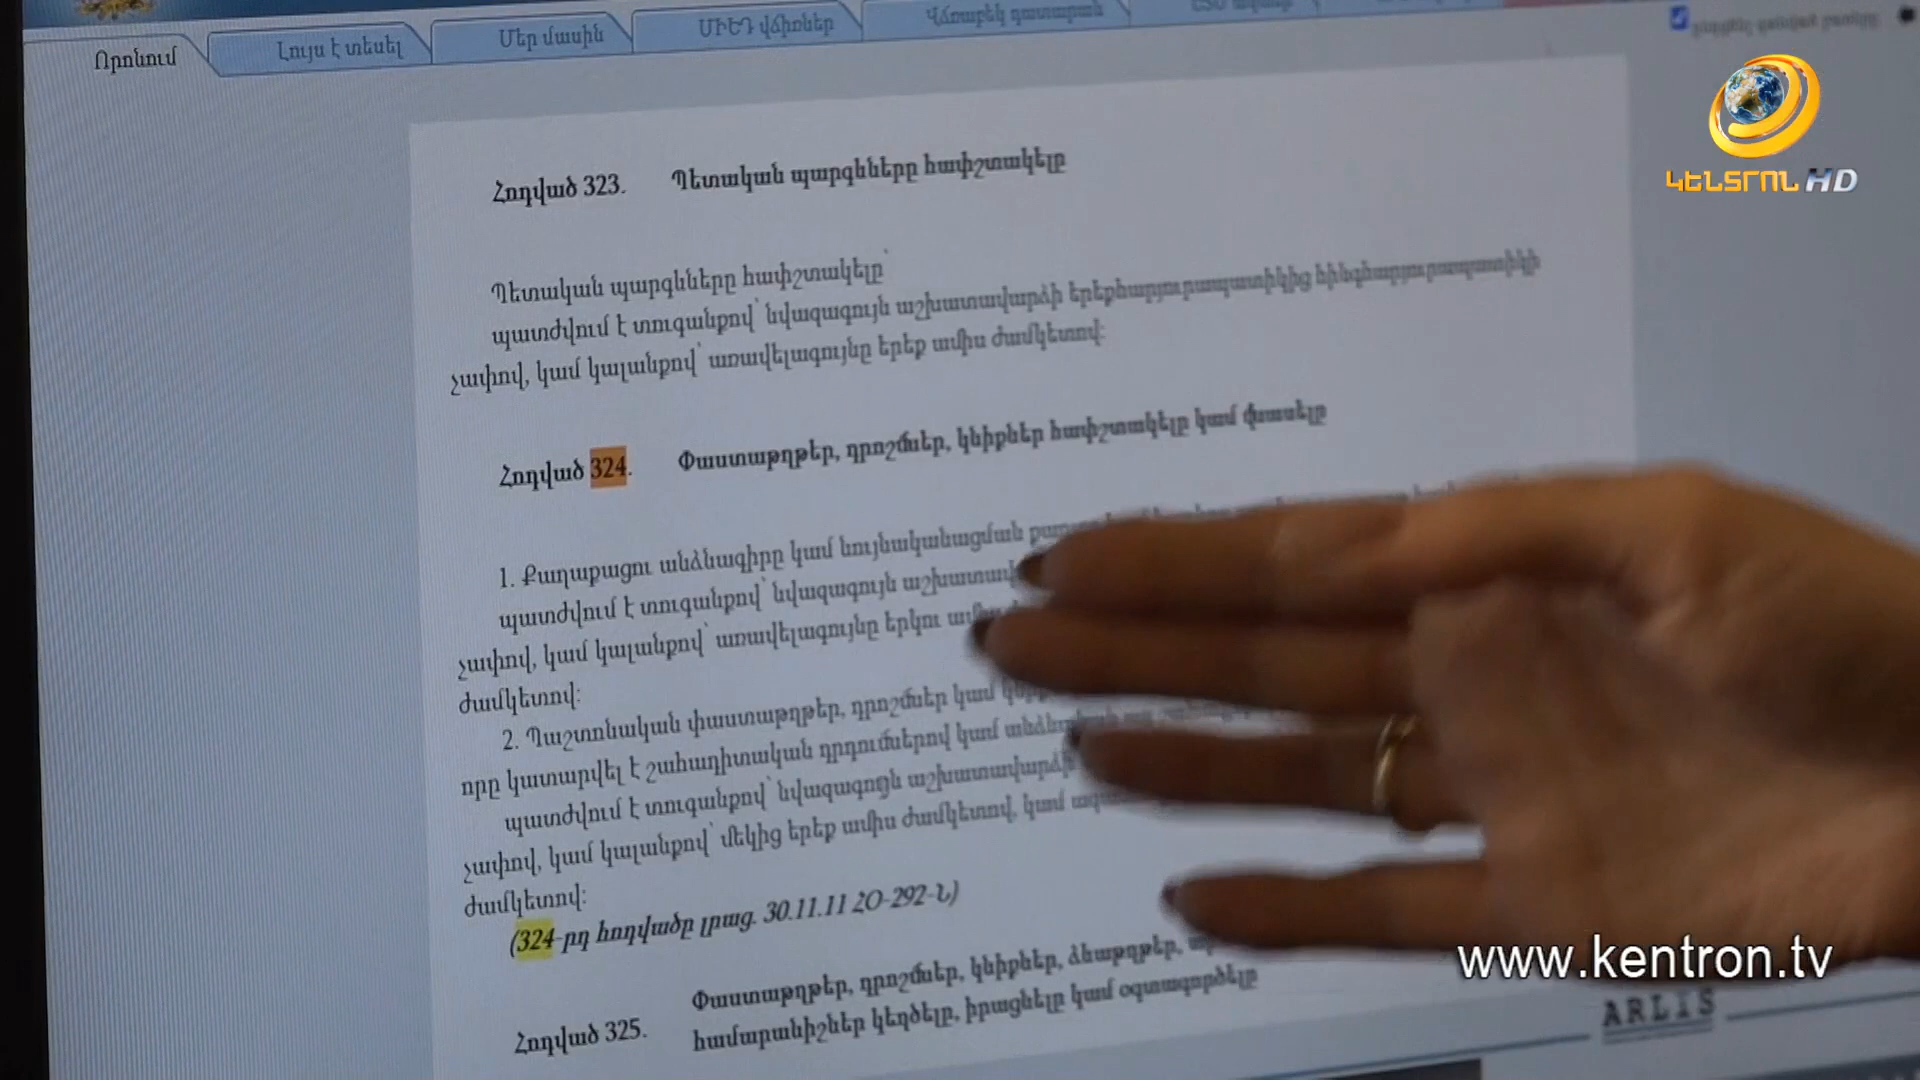 Որոնում
Լույս է տեսել
Մեր մասին
ՄԻԵԴ վճիռներ
Վճռաբեկ դատարան
ԿԵՆՏՐՈՆ HD
Հոդված 323. Պետական պարգևները հափշտակելը
Պետական պարգևները հափշտակելը՝
պատժվում է տուգանքով՝ նվազագույն աշխատավարձի երեքհարյուրապատիկից հինգհարյուրապատիկի
չափով, կամ կալանքով՝ առավելագույնը երեք ամիս ժամկետով:
Հոդված 324. Փաստաթղթեր, դրոշմներ, կնիքներ հափշտակելը կամ վնասելը
1. Քաղաքացու անձնագիրը կամ նույնականացման
պատժվում է տուգանքով՝ նվազագույն
չափով, կամ կալանքով՝ առավելագույնը երկու
ժամկետով:
2. Պաշտոնական փաստաթղթեր, դրոշմներ կամ
որը կատարվել է շահադիտական դրդումներով կամ
պատժվում է տուգանքով՝ նվազագույն աշխատավարձի
չափով, կամ կալանքով՝ մեկից երեք ամիս ժամկետով, կամ
ժամկետով:
(324-րդ հոդվածը լրաց. 30.11.11 ՀՕ-292-Ն)
Հոդված 325. Փաստաթղթեր, դրոշմներ, կնիքներ, ձևաթղթեր,
համարանիշներ կեղծելը, իրացնելը կամ օգտագործելը
www.kentron.tv
ARLIS